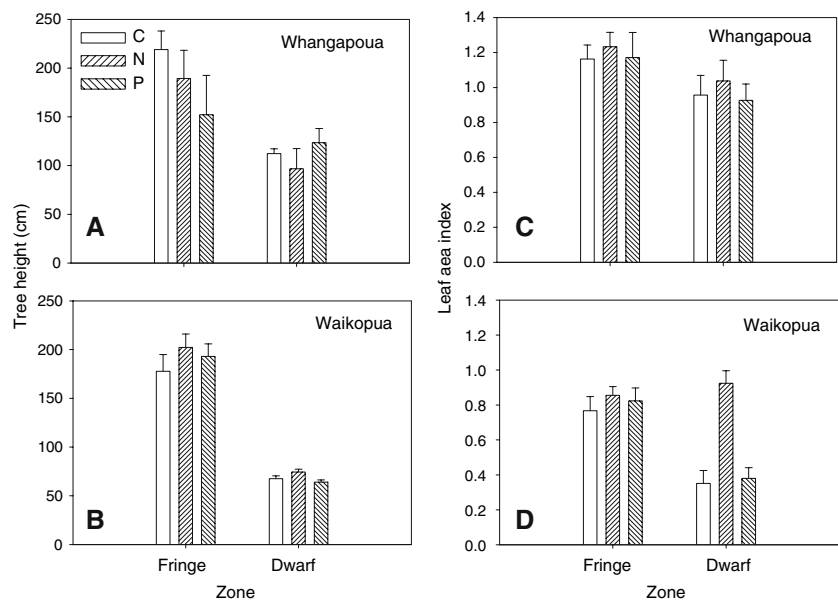 250
200
150
100
50
0
C
N
P
Whangapoua
A
Tree height (cm)
1.4
1.2
1.0
0.8
0.6
0.4
0.2
0.0
Whangapoua
C
Leaf aea index
250
200
150
100
50
0
Waikopua
B
Fringe Dwarf
Zone
1.4
1.2
1.0
0.8
0.6
0.4
0.2
0.0
Waikopua
D
Fringe Dwarf
Zone